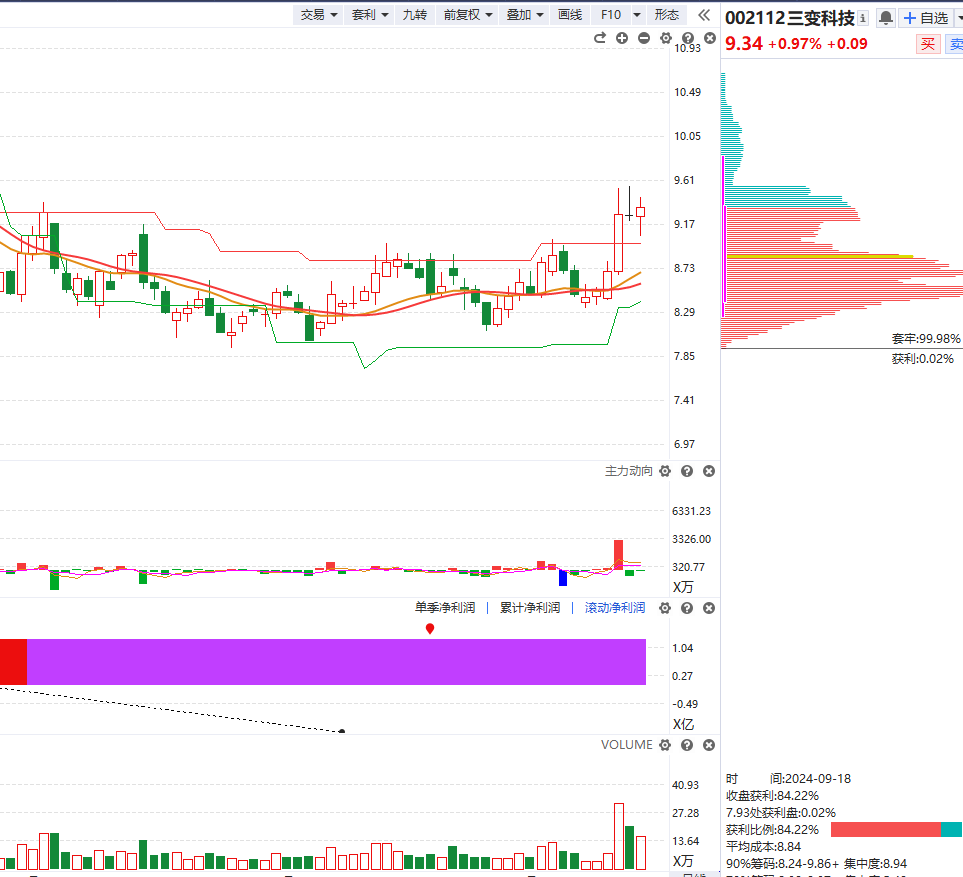 交易 套利 九转 前复权 叠加 画线 F10 形态
002112 三变科技 自选
9.34 +0.97% +0.09 买 卖
10.93
10.49
10.05
9.61
9.17
8.73
8.29
7.85
7.41
6.97
套牢:99.98%
获利:0.02%
主力动向
6331.23
3326.00
320.77
X万
单季净利润 | 累计净利润 | 滚动净利润
1.04
0.27
-0.49
X亿
VOLUME
40.93
27.28
13.64
X万
时 间:2024-09-18
收盘获利:84.22%
7.93处获利盘:0.02%
获利比例:84.22%
平均成本:8.84
90%筹码:8.24-9.86+ 集中度:8.94